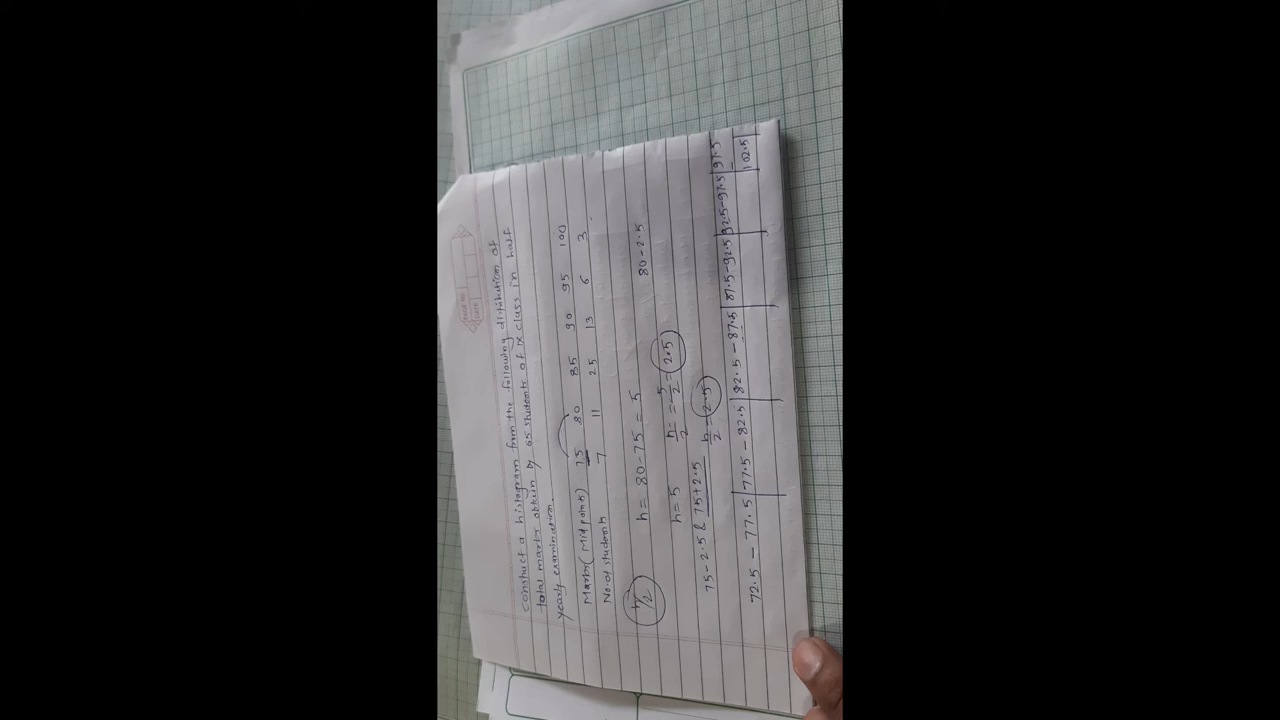 PAGE NO.
DATE
constuct a histogram from the following distribution of
total marks obtain by 65 students of IX class in half
yearly examination.
Marks (Mid points) 75 80 85 90 95 100
No. of students 7 11 25 13 6 3
h/2 h = 80-75 = 5 80-2.5
h=5 h/2 = 5/2 = 2.5
75-2.5 & 75+2.5 h/2 = 2.5
72.5 - 77.5 | 77.5 - 82.5 | 82.5 - 87.5 | 87.5-92.5 | 92.5-97.5 | 97.5 - 102.5